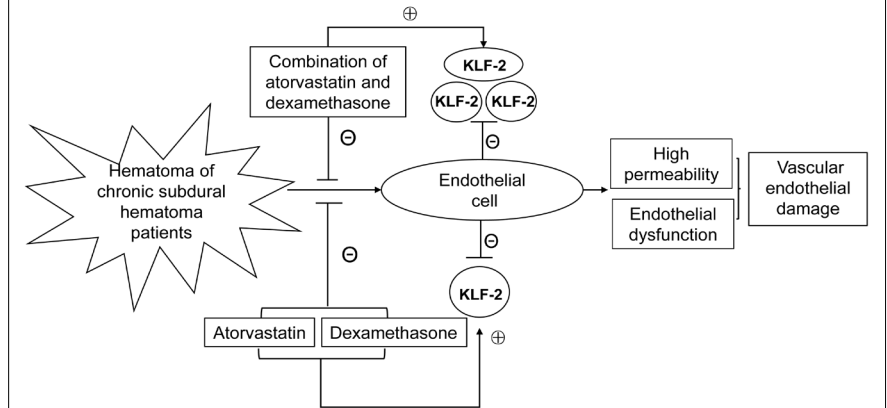 ⊕
Combination of
atorvastatin and
dexamethasone
KLF-2
KLF-2 KLF-2
Θ
Θ
Hematoma of
chronic subdural
hematoma
patients
Endothelial
cell
High
permeability
Endothelial
dysfunction
Vascular
endothelial
damage
Θ
Θ
KLF-2
Atorvastatin
Dexamethasone
⊕